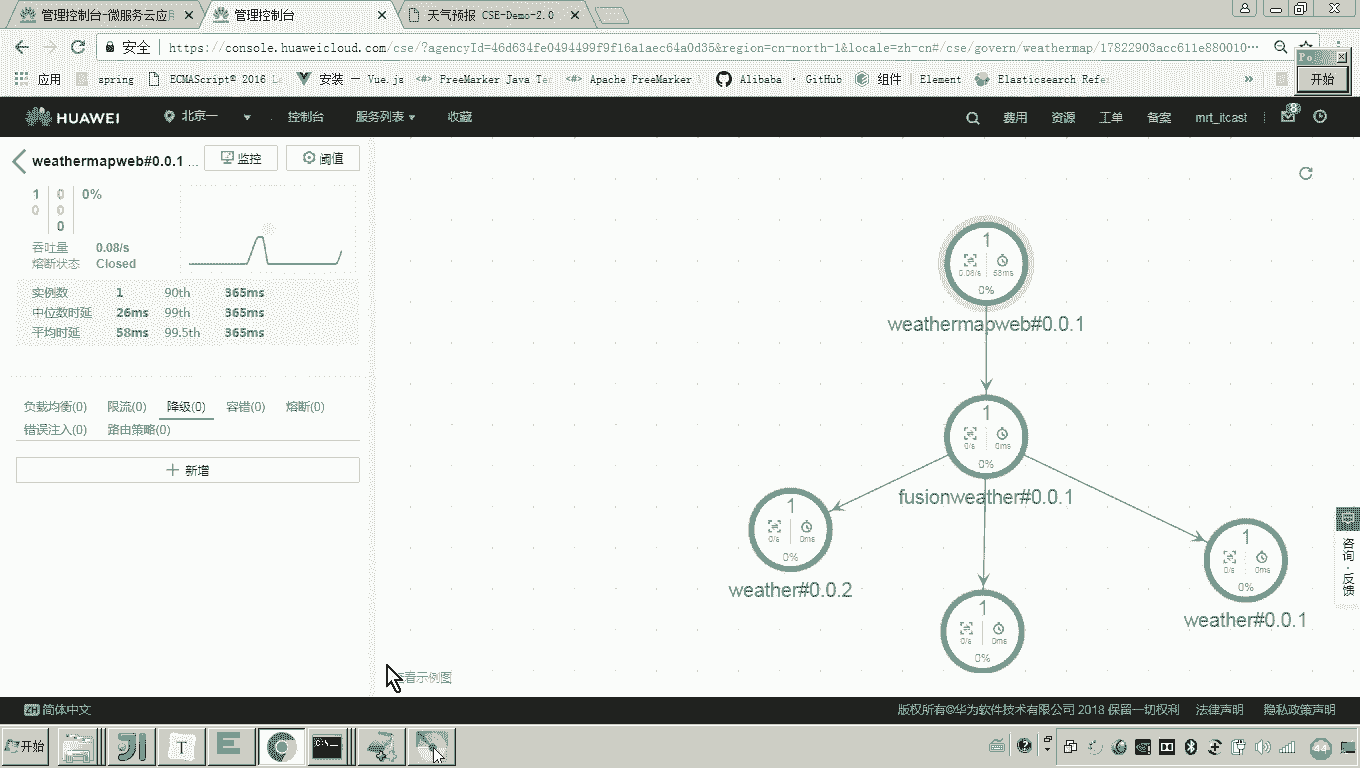 管理控制台-微服务云应用
管理控制台
天气预报 CSE-Demo-2.0
安全
https://console.huaweicloud.com/cse/?agencyId=46d634fe0494499f9f16a1aec64a0d35&region=cn-north-1&locale=zh-cn#/cse/govern/weathermap/17822903acc611e880010…
应用
spring
ECMAScript® 2016 L
安装 — Vue.js
FreeMarker Java Te
Apache FreeMarker
Alibaba · GitHub
组件 | Element
Elasticsearch Refe
»
Po
开始
HUAWEI
北京一
控制台
服务列表
收藏
费用
资源
工单
备案
mrt_itcast
weathermapweb#0.0.1 ...
监控
阈值
1 0 0%
0 0
0
吞吐量 0.08/s
熔断状态 Closed
实例数 1 90th 365ms
中位数时延 26ms 99th 365ms
平均时延 58ms 99.5th 365ms
负载均衡(0) 限流(0) 降级(0) 容错(0) 熔断(0)
错误注入(0) 路由策略(0)
新增
1
0.08/s 58ms
0%
weathermapweb#0.0.1
1
0/s 0ms
0%
fusionweather#0.0.1
1
0/s 0ms
0%
weather#0.0.2
1
0/s 0ms
0%
1
0/s 0ms
0%
weather#0.0.1
咨询·反馈
看示例图
ZH 简体中文
版权所有©华为软件技术有限公司 2018 保留一切权利
法律声明
隐私政策声明
开始
44